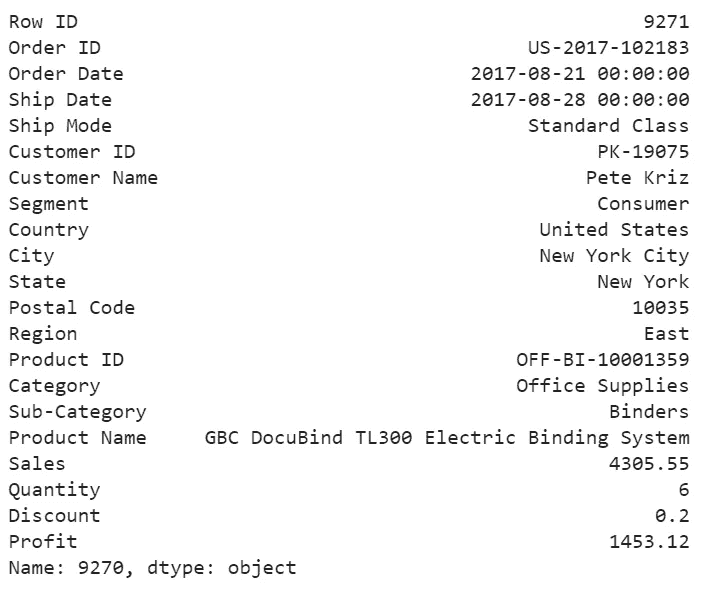 Row ID 9271
Order ID US-2017-102183
Order Date 2017-08-21 00:00:00
Ship Date 2017-08-28 00:00:00
Ship Mode Standard Class
Customer ID PK-19075
Customer Name Pete Kriz
Segment Consumer
Country United States
City New York City
State New York
Postal Code 10035
Region East
Product ID OFF-BI-10001359
Category Office Supplies
Sub-Category Binders
Product Name GBC DocuBind TL300 Electric Binding System
Sales 4305.55
Quantity 6
Discount 0.2
Profit 1453.12
Name: 9270, dtype: object